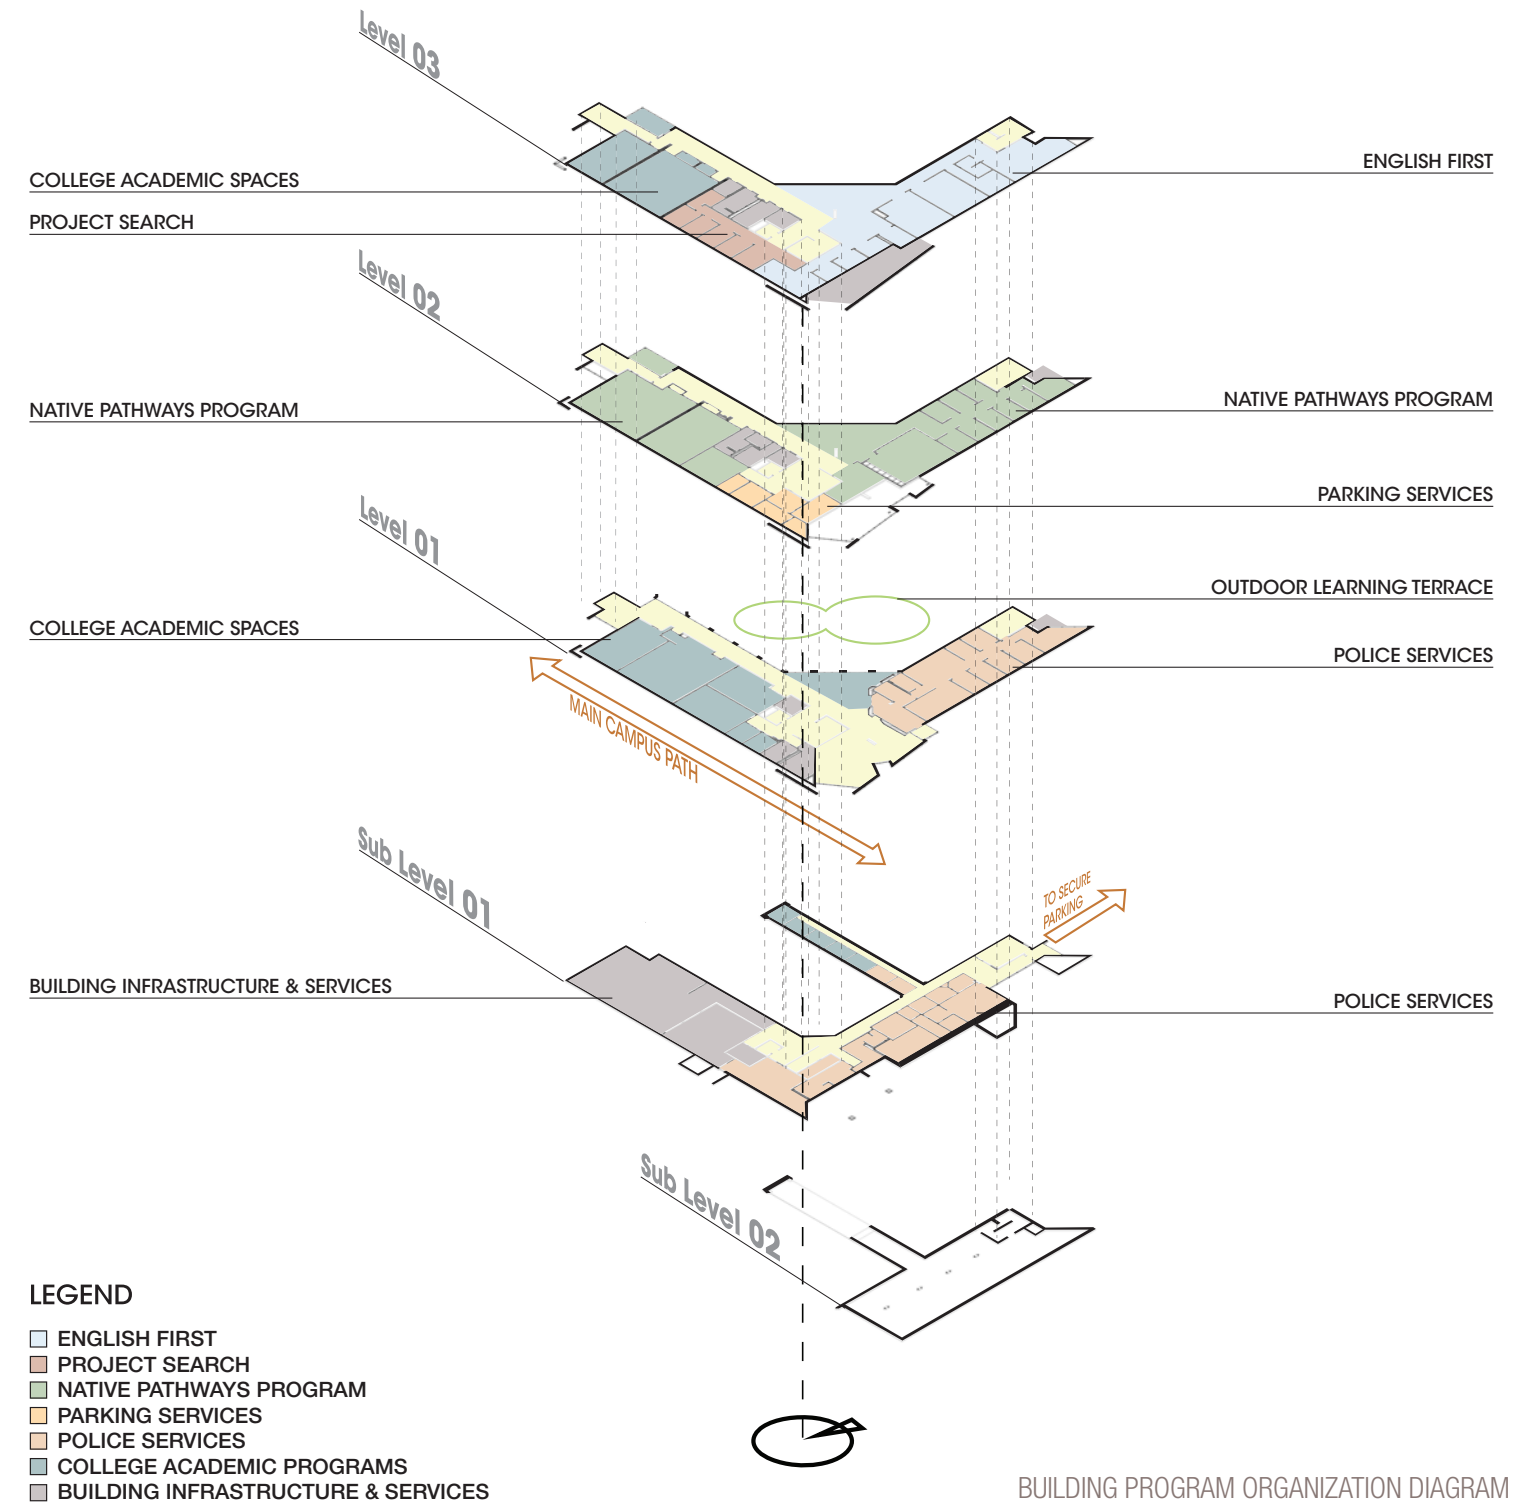 Level 03
COLLEGE ACADEMIC SPACES
ENGLISH FIRST
PROJECT SEARCH
Level 02
NATIVE PATHWAYS PROGRAM
NATIVE PATHWAYS PROGRAM
PARKING SERVICES
Level 01
OUTDOOR LEARNING TERRACE
COLLEGE ACADEMIC SPACES
POLICE SERVICES
MAIN CAMPUS PATH
Sub Level 01
TO SECURE
PARKING
BUILDING INFRASTRUCTURE & SERVICES
POLICE SERVICES
Sub Level 02
LEGEND
ENGLISH FIRST
PROJECT SEARCH
NATIVE PATHWAYS PROGRAM
PARKING SERVICES
POLICE SERVICES
COLLEGE ACADEMIC PROGRAMS
BUILDING INFRASTRUCTURE & SERVICES
BUILDING PROGRAM ORGANIZATION DIAGRAM